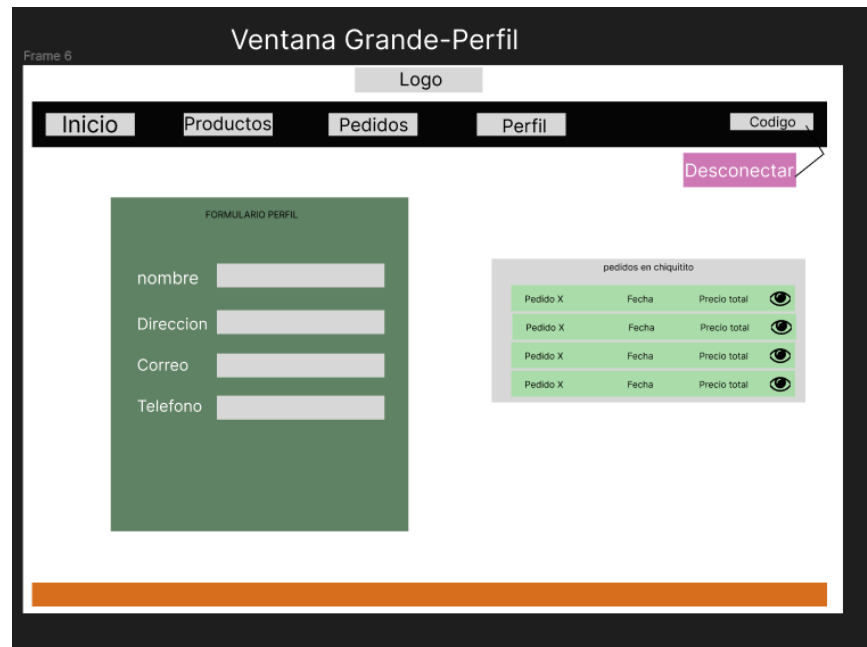 Ventana Grande-Perfil
Frame 6
Logo
Inicio Productos Pedidos Perfil Codigo
Desconectar
FORMULARIO PERFIL
nombre
Direccion
Correo
Telefono
pedidos en chiquitito
Pedido X Fecha Precio total
Pedido X Fecha Precio total
Pedido X Fecha Precio total
Pedido X Fecha Precio total